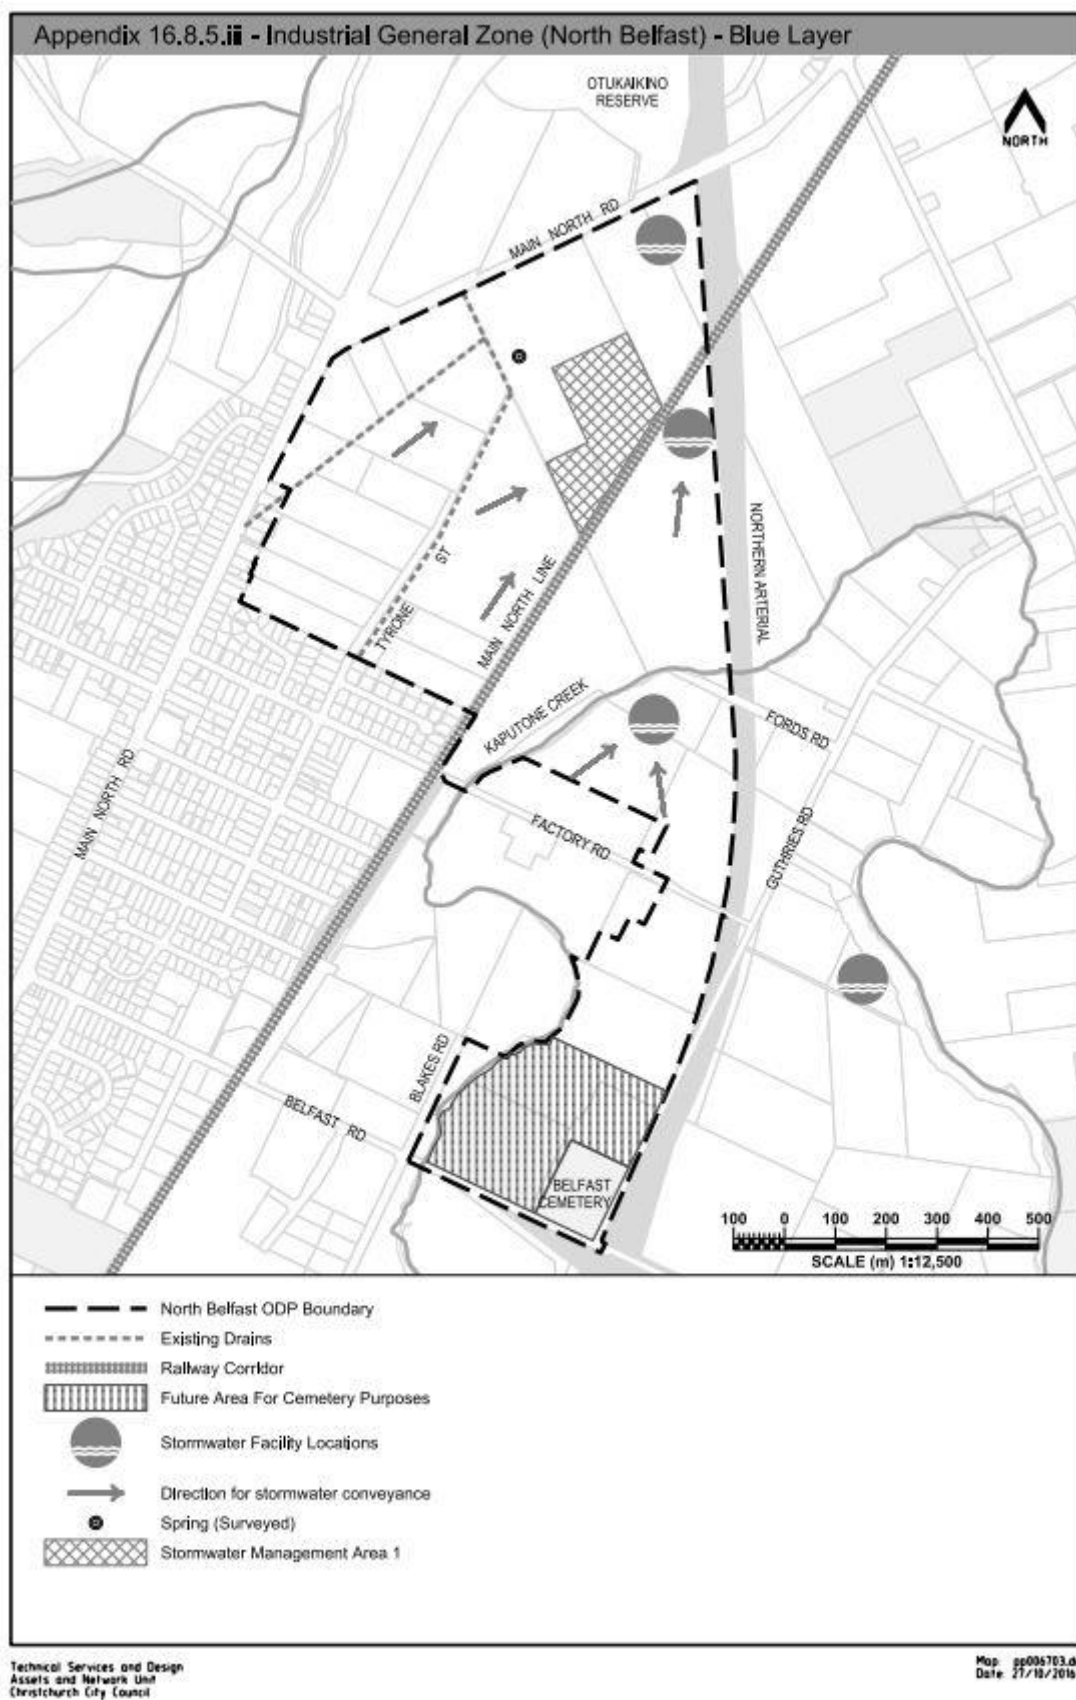 Appendix 16.8.5.iii - Industrial General Zone (North Belfast) - Blue Layer
OTUKAIKINO
RESERVE
NORTH
MAIN NORTH RD
NORTHERN ARTERIAL
TYRONE ST
MAIN NORTH LINE
KAPUTONE CREEK
FORDS RD
MAIN NORTH RD
FACTORY RD
GUTHRIES RD
BLAKES RD
BELFAST RD
BELFAST
CEMETERY
100 0 100 200 300 400 500
SCALE (m) 1:12,500
North Belfast ODP Boundary
Existing Drains
Railway Corridor
Future Area For Cemetery Purposes
Stormwater Facility Locations
Direction for stormwater conveyance
Spring (Surveyed)
Stormwater Management Area 1
Technical Services and Design
Assets and Network Unit
Christchurch City Council
Map: pp006703.d
Date: 27/10/2016